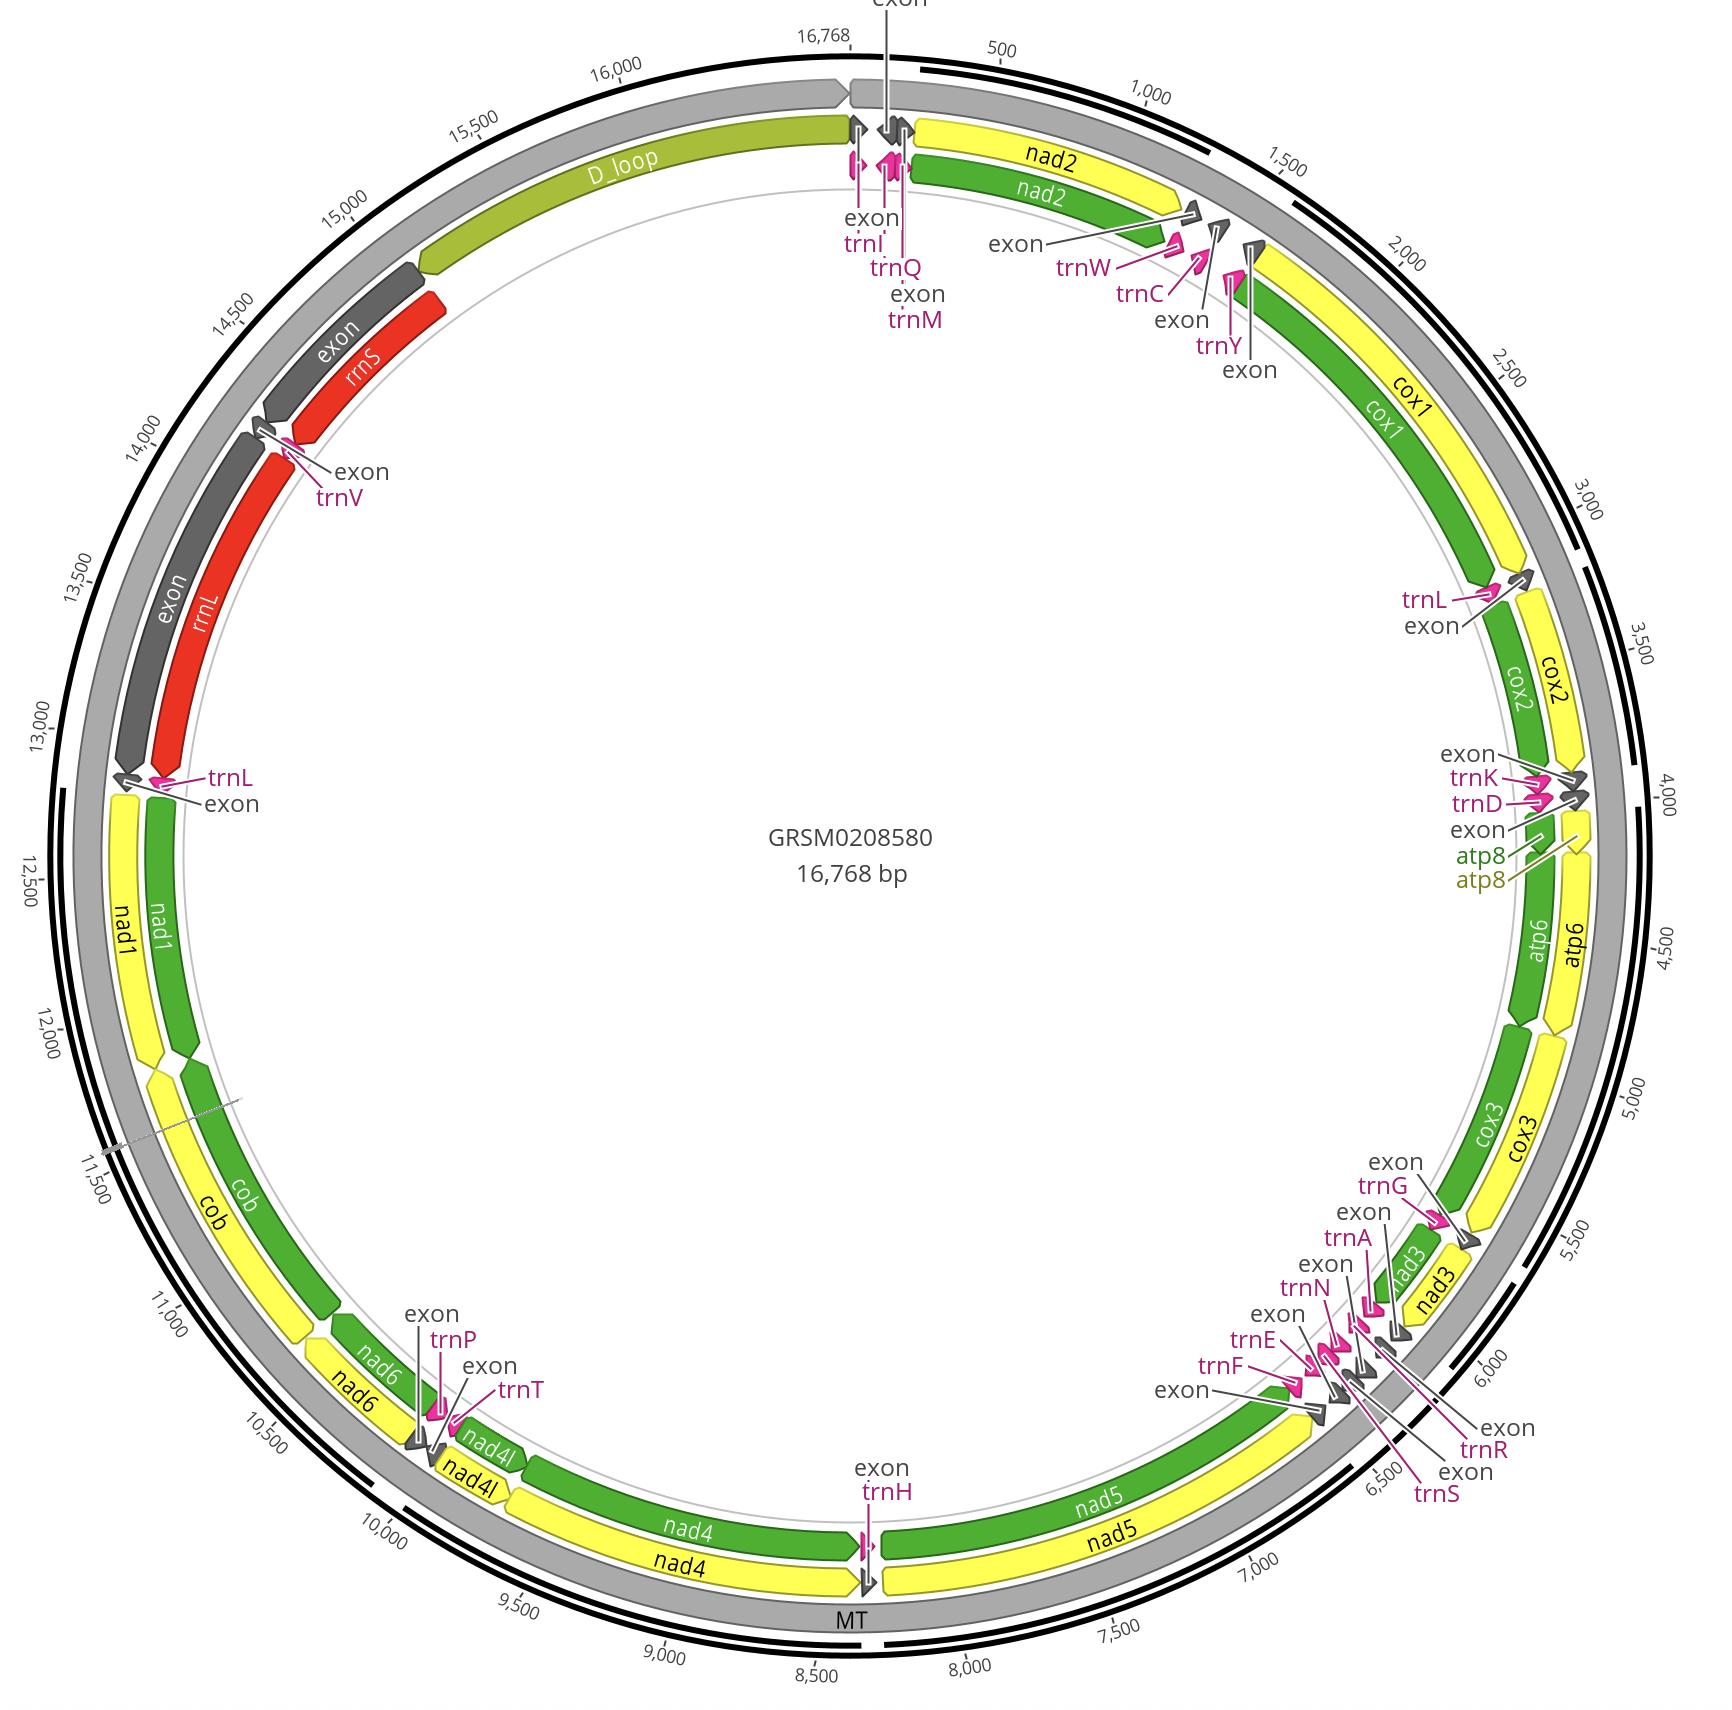 exon
16,768
500
1,000
1,500
2,000
2,500
3,000
3,500
4,000
4,500
5,000
5,500
6,000
6,500
7,000
7,500
8,000
8,500
9,000
9,500
10,000
10,500
11,000
11,500
12,000
12,500
13,000
13,500
14,000
14,500
15,000
15,500
16,000
D_loop
exon
trnI
trnQ
exon
trnM
nad2
nad2
exon
trnW
trnC
exon
trnY
exon
cox1
cox1
trnL
exon
cox2
cox2
exon
trnK
trnD
exon
atp8
atp8
atp6
atp6
cox3
cox3
exon
trnG
exon
trnA
nad3
nad3
exon
trnN
exon
trnE
trnF
exon
exon
trnR
exon
trnS
nad5
nad5
exon
trnH
MT
nad4
nad4
nad4l
nad4l
exon
trnP
exon
trnT
nad6
nad6
cob
cob
nad1
nad1
trnL
exon
exon
rrnL
exon
trnV
exon
rrnS
GRSM0208580
16,768 bp